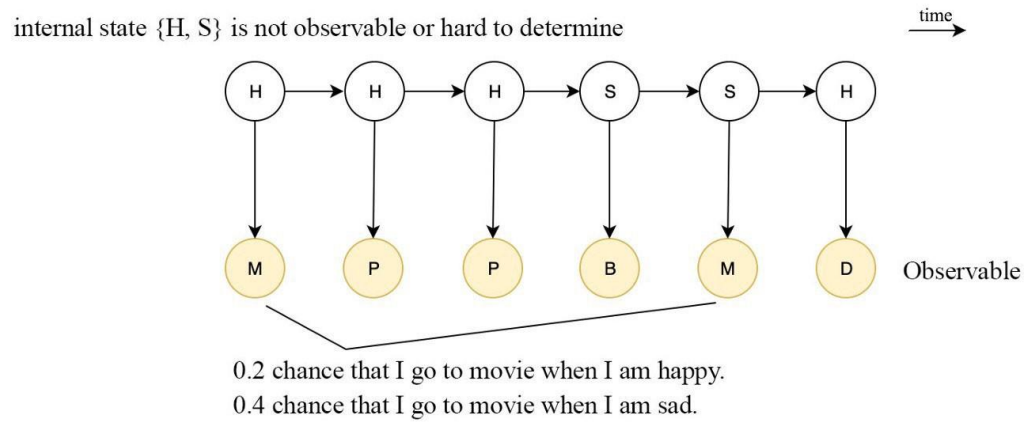 internal state {H, S} is not observable or hard to determine
time
H H H S S H
M P P B M D
Observable
0.2 chance that I go to movie when I am happy.
0.4 chance that I go to movie when I am sad.